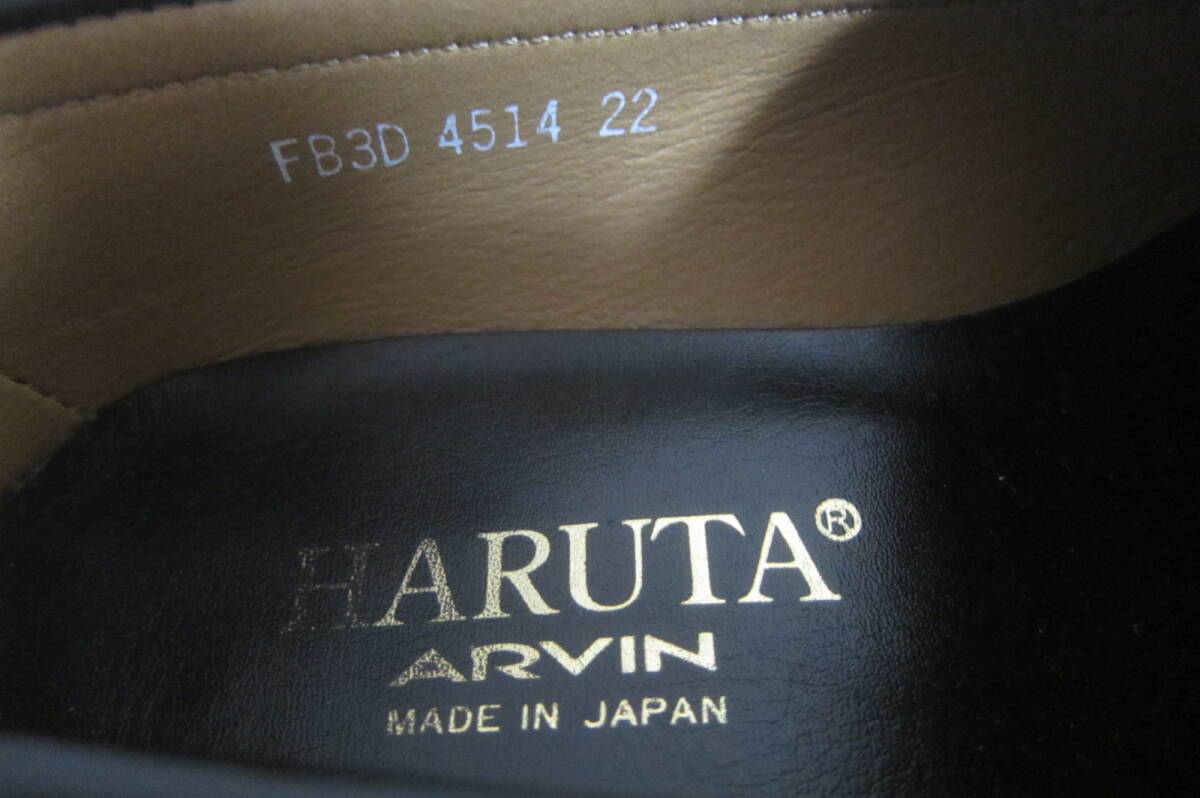 FB3D 4514 22
HARUTA®
ARVIN
MADE IN JAPAN